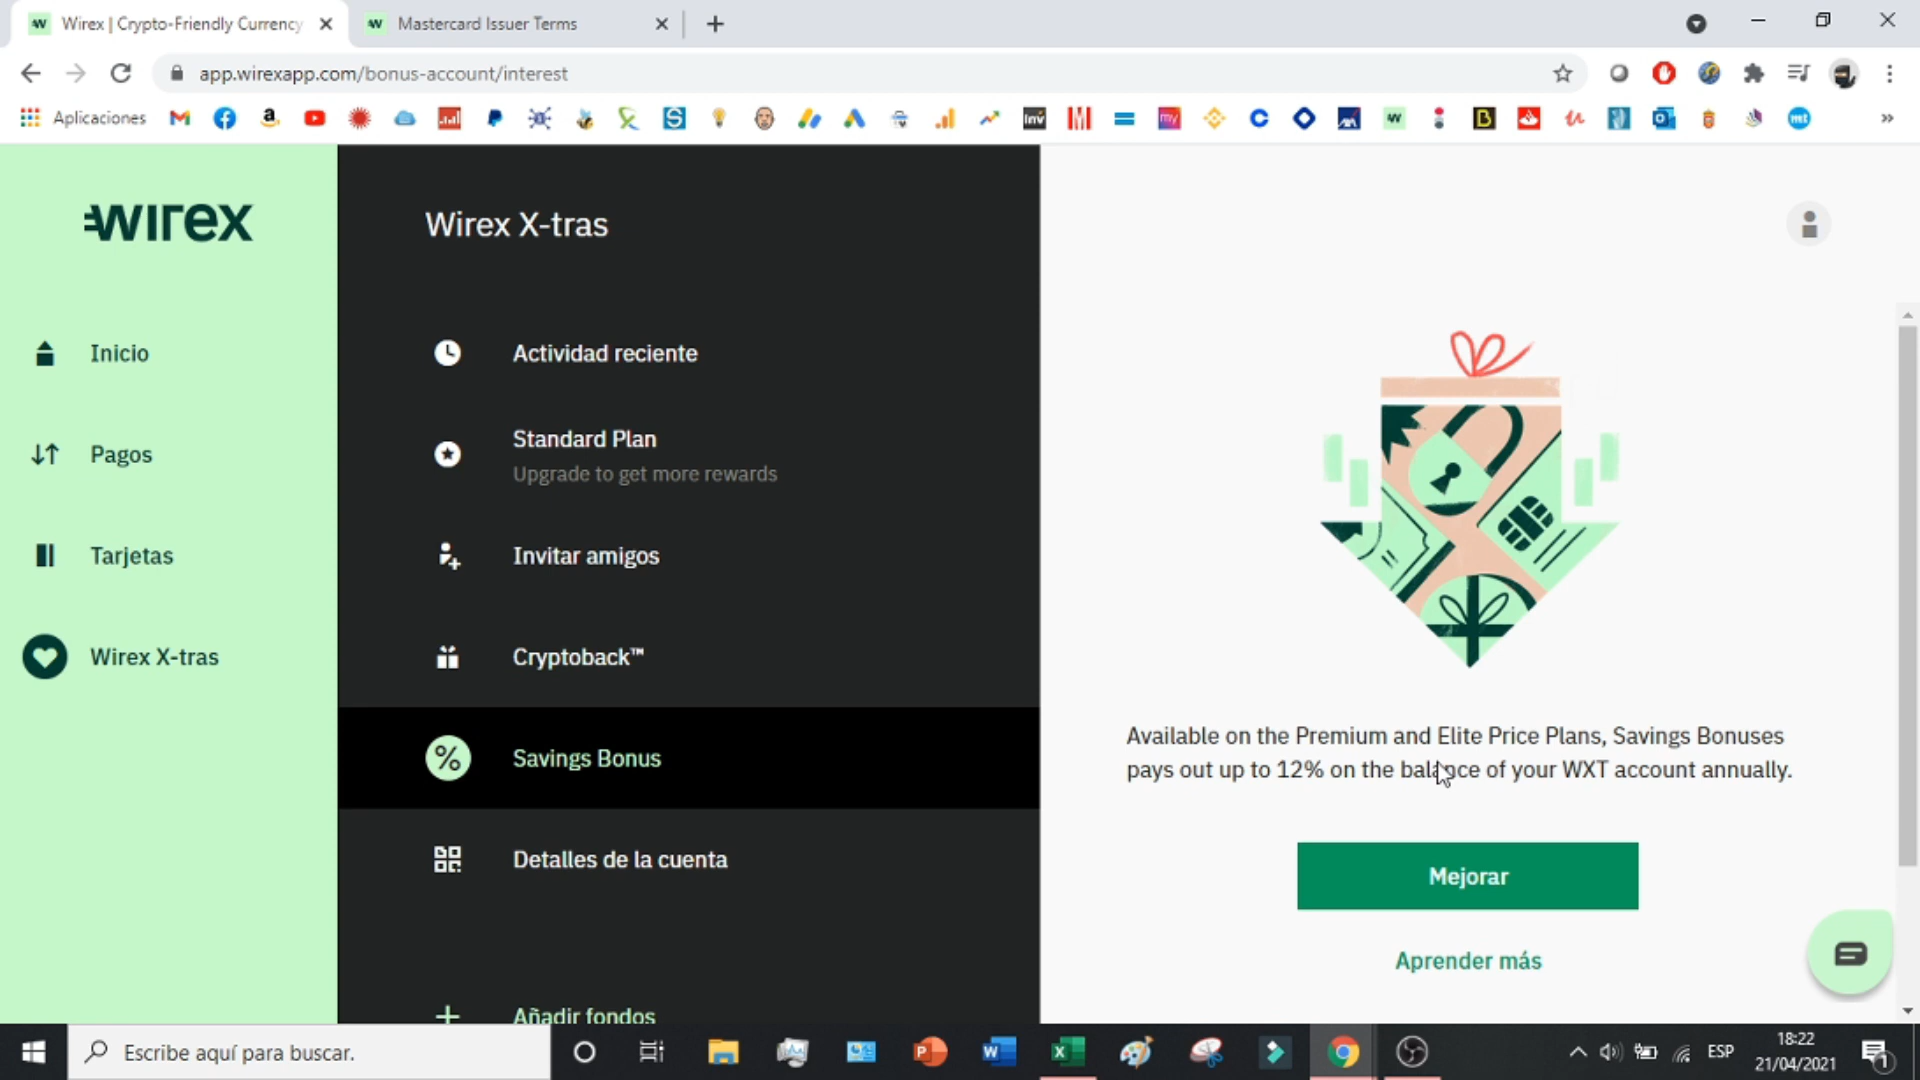 Wirex | Crypto-Friendly Currency
Mastercard Issuer Terms
app.wirexapp.com/bonus-account/interest
Aplicaciones
wirex
Inicio
Pagos
Tarjetas
Wirex X-tras
Wirex X-tras
Actividad reciente
Standard Plan
Upgrade to get more rewards
Invitar amigos
Cryptoback™
Savings Bonus
Detalles de la cuenta
Añadir fondos
Available on the Premium and Elite Price Plans, Savings Bonuses
pays out up to 12% on the balance of your WXT account annually.
Mejorar
Aprender más
Escribe aquí para buscar.
ESP
18:22
21/04/2021
1